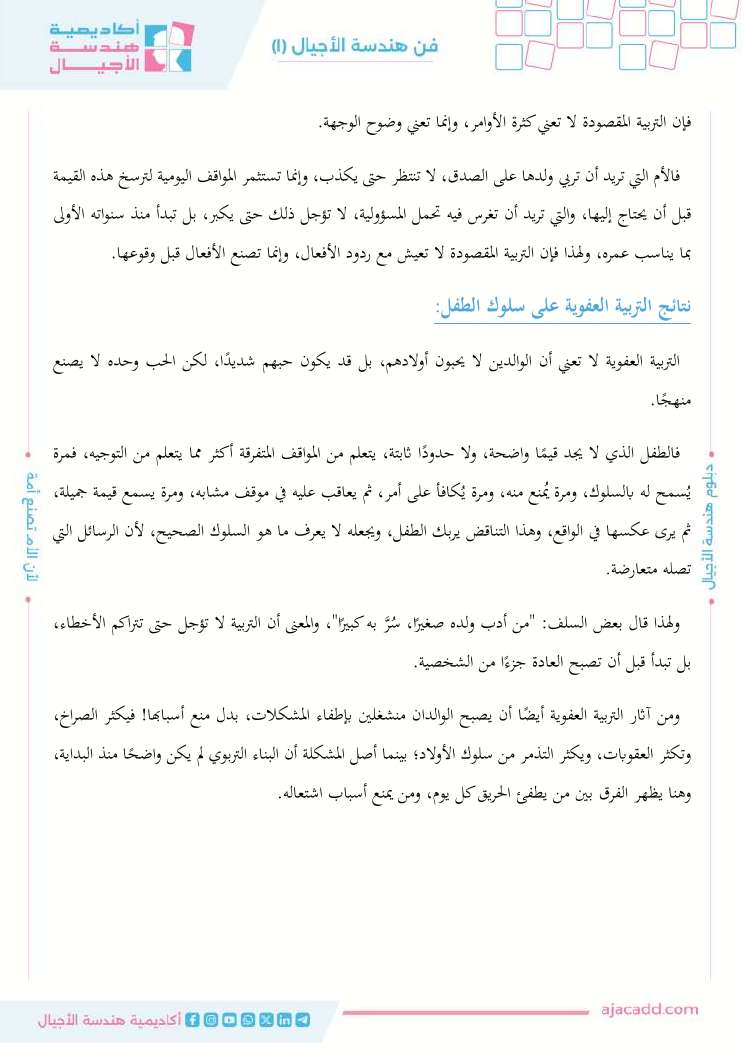 أكاديمية
هندسة
الأجيال
فن هندسة الأجيال (١)
فإن التربية المقصودة لا تعني كثرة الأوامر، وإنما تعني وضوح الوجهة.
فالأم التي تريد أن تربي ولدها على الصدق، لا تنتظر حتى يكذب، وإنما تستثمر المواقف اليومية لترسخ هذه القيمة
قبل أن يحتاج إليها، والتي تريد أن تغرس فيه تحمل المسؤولية، لا تؤجل ذلك حتى يكبر، بل تبدأ منذ سنواته الأولى
بما يناسب عمره، ولهذا فإن التربية المقصودة لا تعيش مع ردود الأفعال، وإنما تصنع الأفعال قبل وقوعها.
نتائج التربية العفوية على سلوك الطفل:
التربية العفوية لا تعني أن الوالدين لا يحبون أولادهم، بل قد يكون حبهم شديدًا، لكن الحب وحده لا يصنع
منهجًا.
فالطفل الذي لا يجد قيمًا واضحة، ولا حدودًا ثابتة، يتعلم من المواقف المتفرقة أكثر مما يتعلم من التوجيه، فمرة
يُسمح له بالسلوك، ومرة يُمنع منه، ومرة يُكافأ على أمر، ثم يعاقب عليه في موقف مشابه، ومرة يسمع قيمة جميلة،
ثم يرى عكسها في الواقع، وهذا التناقض يربك الطفل، ويجعله لا يعرف ما هو السلوك الصحيح، لأن الرسائل التي
تصله متعارضة.
ولهذا قال بعض السلف: "من أدب ولده صغيرًا، سُرَّ به كبيرًا"، والمعنى أن التربية لا تؤجل حتى تتراكم الأخطاء،
بل تبدأ قبل أن تصبح العادة جزءًا من الشخصية.
ومن آثار التربية العفوية أيضًا أن يصبح الوالدان منشغلين بإطفاء المشكلات، بدل منع أسبابها! فيكثر الصراخ،
وتكثر العقوبات، ويكثر التذمر من سلوك الأولاد؛ بينما أصل المشكلة أن البناء التربوي لم يكن واضحًا منذ البداية،
وهنا يظهر الفرق بين من يطفئ الحريق كل يوم، ومن يمنع أسباب اشتعاله.
دبلوم هندسة الأجيال
لأن الأم تصنع أمة
ajacadd.com
أكاديمية هندسة الأجيال